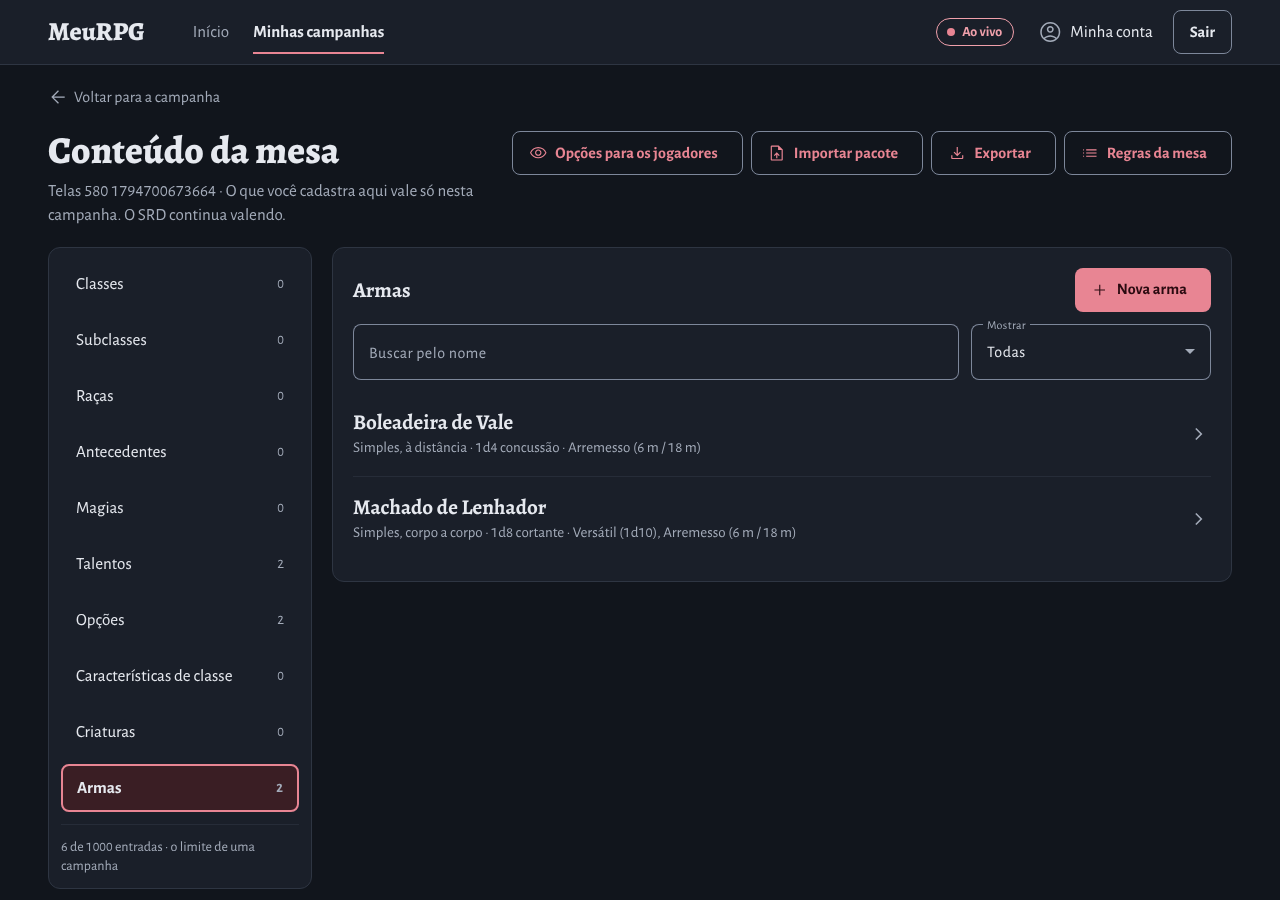 MeuRPG
Início
Minhas campanhas
Ao vivo
Minha conta
Sair
Voltar para a campanha
Conteúdo da mesa
Opções para os jogadores
Importar pacote
Exportar
Regras da mesa
Telas 580 1794700673664 · O que você cadastra aqui vale só nesta
campanha. O SRD continua valendo.
Classes 0
Subclasses 0
Raças 0
Antecedentes 0
Magias 0
Talentos 2
Opções 2
Características de classe 0
Criaturas 0
Armas 2
6 de 1000 entradas · o limite de uma
campanha
Armas
Nova arma
Buscar pelo nome
Mostrar
Todas
Boleadeira de Vale
Simples, à distância · 1d4 concussão · Arremesso (6 m / 18 m)
Machado de Lenhador
Simples, corpo a corpo · 1d8 cortante · Versátil (1d10), Arremesso (6 m / 18 m)